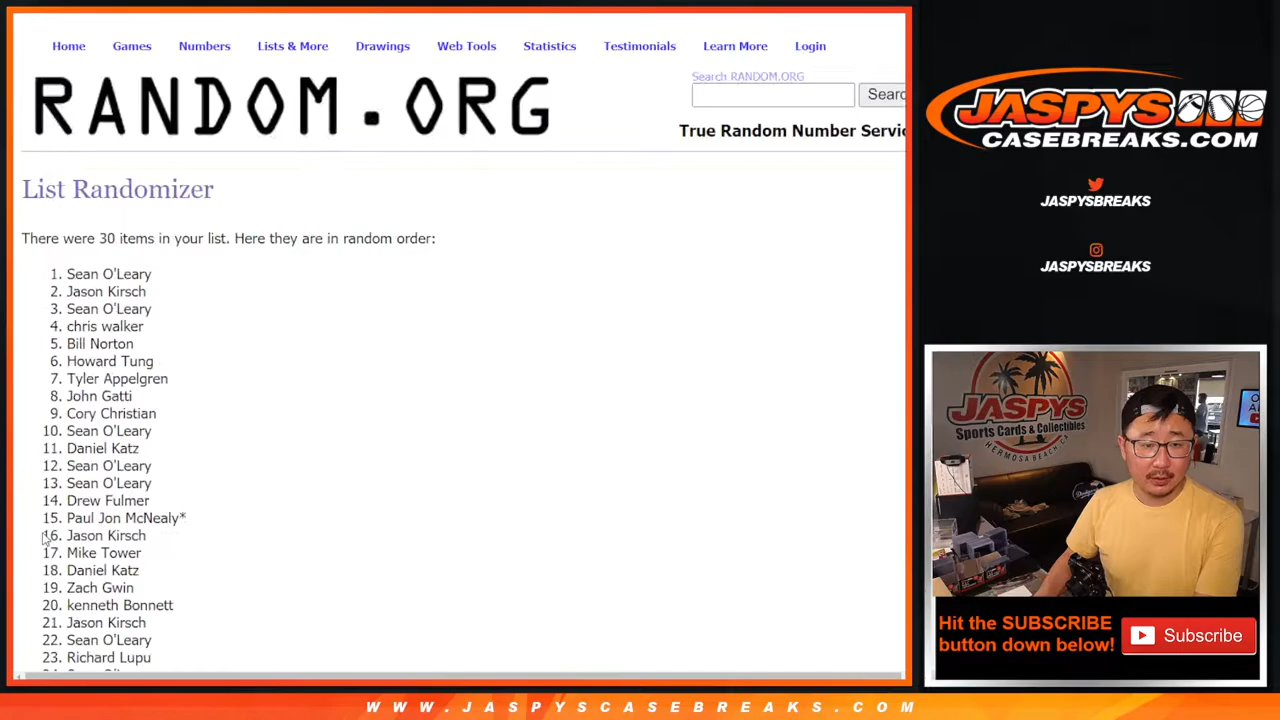 Home Games Numbers Lists & More Drawings Web Tools Statistics Testimonials Learn More Login
RANDOM.ORG
Search RANDOM.ORG
Searc
True Random Number Servic
List Randomizer
There were 30 items in your list. Here they are in random order:
1. Sean O'Leary
2. Jason Kirsch
3. Sean O'Leary
4. chris walker
5. Bill Norton
6. Howard Tung
7. Tyler Appelgren
8. John Gatti
9. Cory Christian
10. Sean O'Leary
11. Daniel Katz
12. Sean O'Leary
13. Sean O'Leary
14. Drew Fulmer
15. Paul Jon McNealy*
16. Jason Kirsch
17. Mike Tower
18. Daniel Katz
19. Zach Gwin
20. kenneth Bonnett
21. Jason Kirsch
22. Sean O'Leary
23. Richard Lupu
JASPYS
CASEBREAKS.COM
JASPYSBREAKS
JASPYSBREAKS
JASPYS
Sports Cards & Collectibles
HERMOSA BEACH, CA
Hit the SUBSCRIBE
button down below!
Subscribe
WWW.JASPYSCASEBREAKS.COM